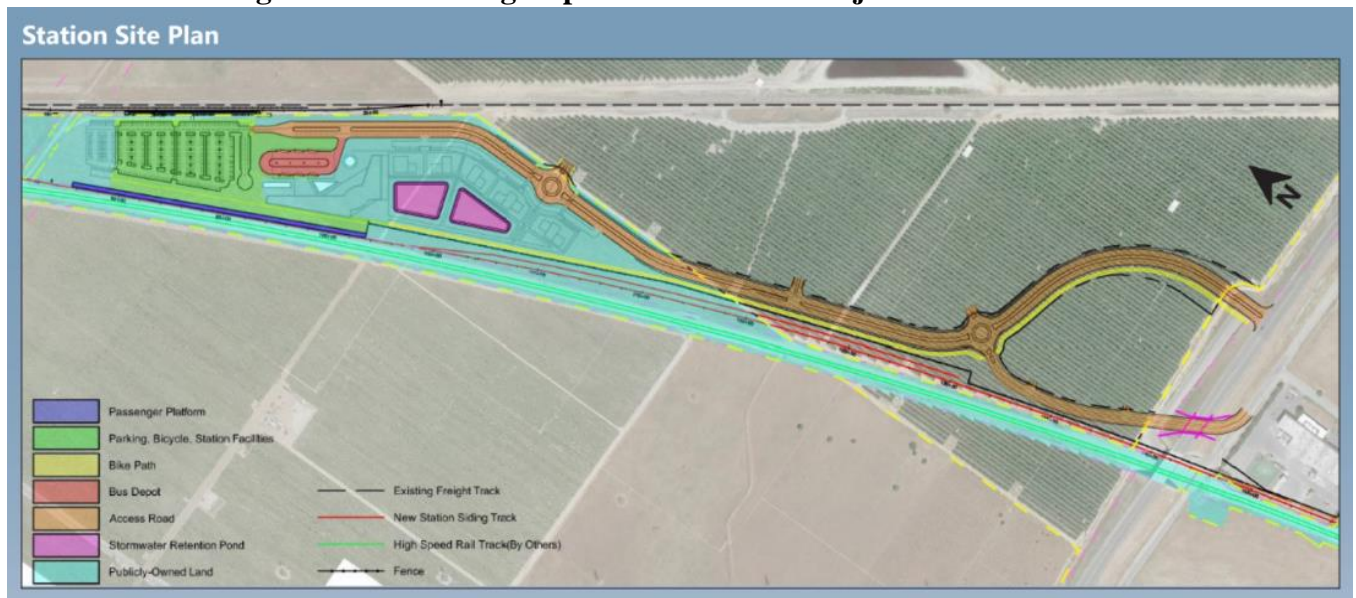 Station Site Plan
N
Passenger Platform
Parking, Bicycle, Station Facilities
Bike Path
Bus Depot
Access Road
Stormwater Retention Pond
Publicly-Owned Land
Existing Freight Track
New Station Siding Track
High Speed Rail Track(By Others)
Fence